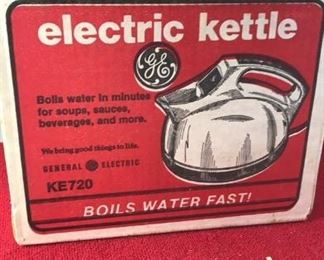 electric kettle
GE
Boils water in minutes
for soups, sauces,
beverages, and more.
We bring good things to life.
GENERAL GE ELECTRIC
KE720
BOILS WATER FAST!